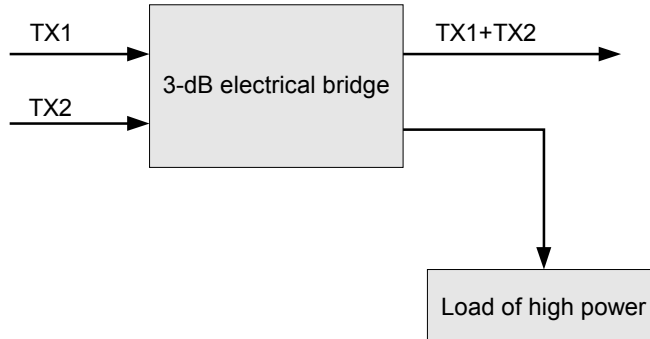 TX1
TX1+TX2
3-dB electrical bridge
TX2
Load of high power